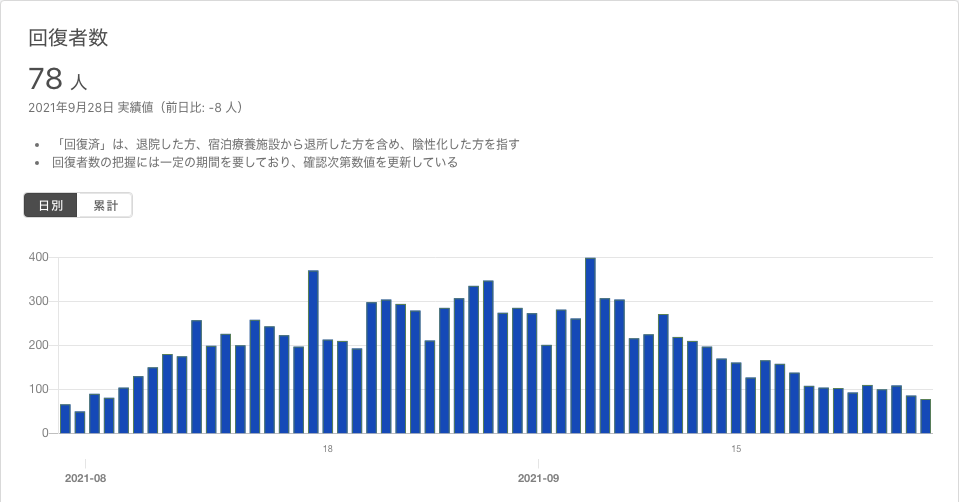 回復者数
78 人
2021年9月28日 実績値（前日比: -8 人）
「回復済」は、退院した方、宿泊療養施設から退所した方を含め、陰性化した方を指す
回復者数の把握には一定の期間を要しており、確認次第数値を更新している
日別 累計
400
300
200
100
0
18 15
2021-08 2021-09